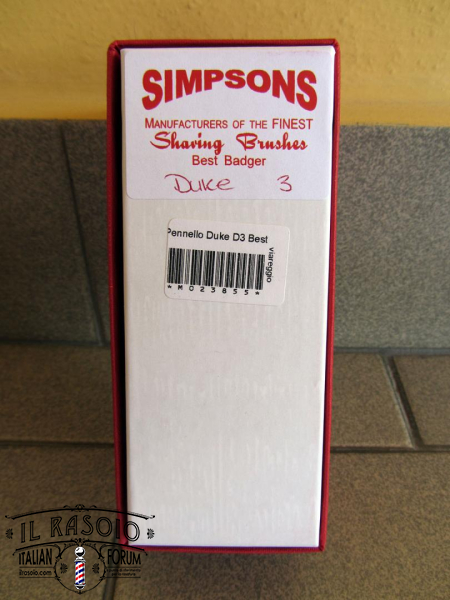 SIMPSONS
MANUFACTURERS OF THE FINEST
Shaving Brushes
Best Badger
Duke 3
Pennello Duke D3 Best
viareggio
*M023855*
IL RASOIO
ITALIAN FORUM
ilrasoio.com